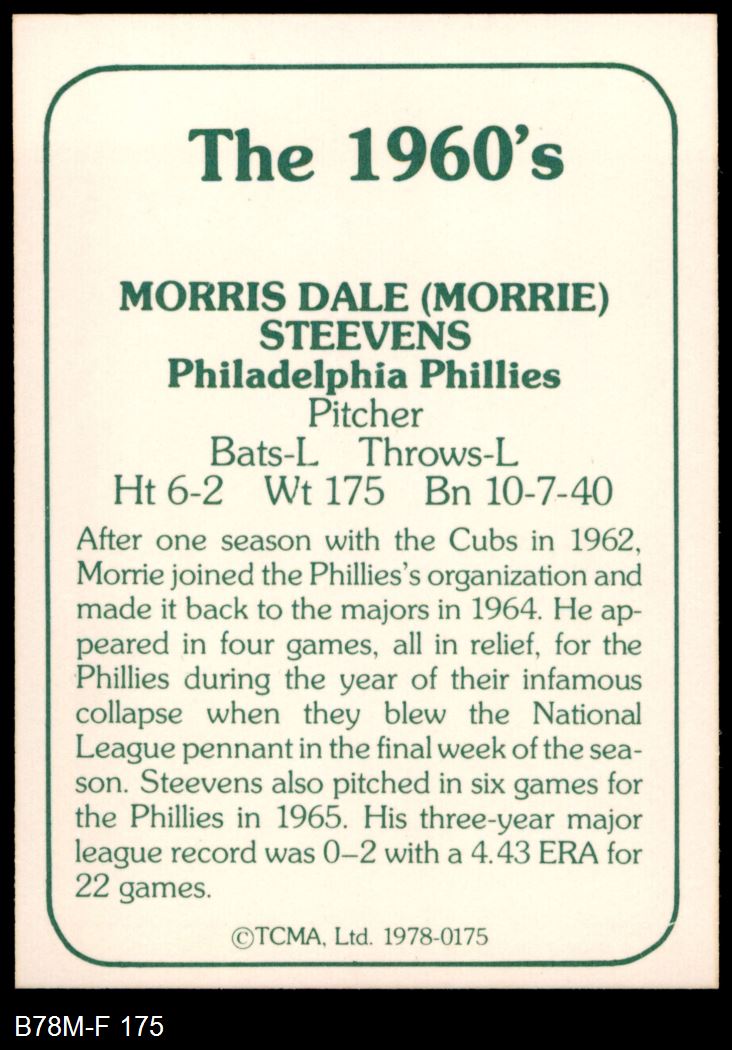 The 1960's
MORRIS DALE (MORRIE)
STEEVENS
Philadelphia Phillies
Pitcher
Bats-L Throws-L
Ht 6-2 Wt 175 Bn 10-7-40
After one season with the Cubs in 1962,
Morrie joined the Phillies's organization and
made it back to the majors in 1964. He ap-
peared in four games, all in relief, for the
Phillies during the year of their infamous
collapse when they blew the National
League pennant in the final week of the sea-
son. Steevens also pitched in six games for
the Phillies in 1965. His three-year major
league record was 0–2 with a 4.43 ERA for
22 games.
©TCMA, Ltd. 1978-0175
B78M-F 175